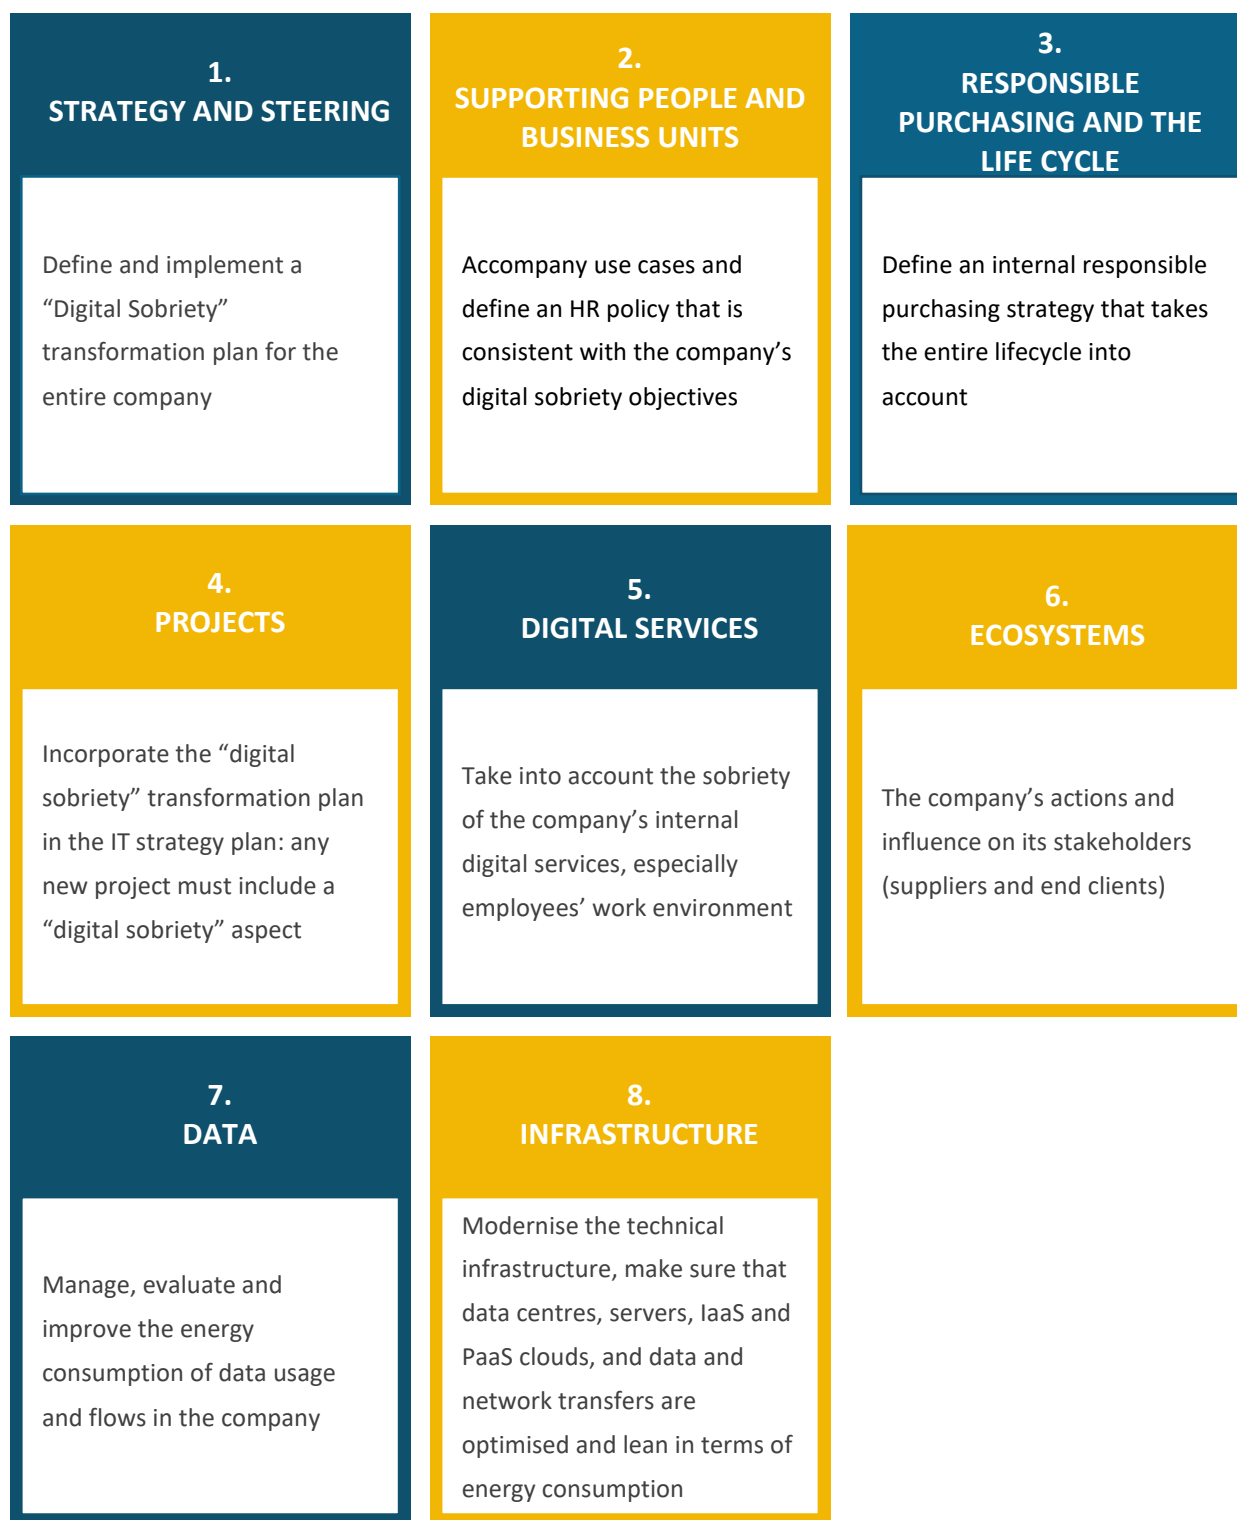 1.
STRATEGY AND STEERING
Define and implement a
“Digital Sobriety”
transformation plan for the
entire company
2.
SUPPORTING PEOPLE AND
BUSINESS UNITS
Accompany use cases and
define an HR policy that is
consistent with the company’s
digital sobriety objectives
3.
RESPONSIBLE
PURCHASING AND THE
LIFE CYCLE
Define an internal responsible
purchasing strategy that takes
the entire lifecycle into
account
4.
PROJECTS
Incorporate the “digital
sobriety” transformation plan
in the IT strategy plan: any
new project must include a
“digital sobriety” aspect
5.
DIGITAL SERVICES
Take into account the sobriety
of the company’s internal
digital services, especially
employees’ work environment
6.
ECOSYSTEMS
The company’s actions and
influence on its stakeholders
(suppliers and end clients)
7.
DATA
Manage, evaluate and
improve the energy
consumption of data usage
and flows in the company
8.
INFRASTRUCTURE
Modernise the technical
infrastructure, make sure that
data centres, servers, IaaS and
PaaS clouds, and data and
network transfers are
optimised and lean in terms of
energy consumption